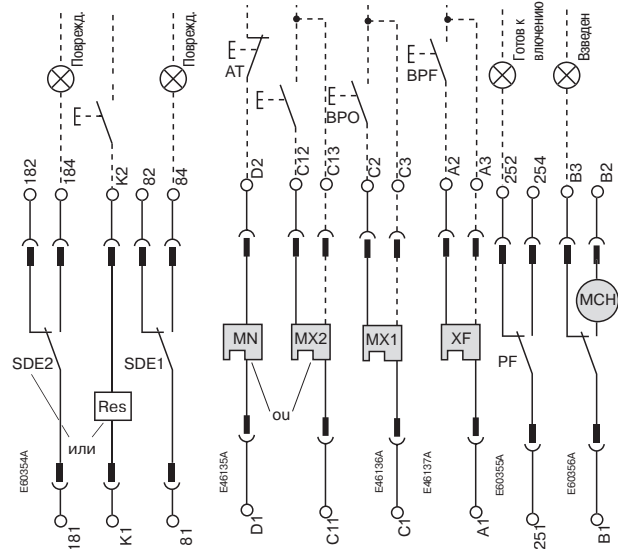 Поврежд.
Поврежд.
AT
BPO
BPF
Готов к
включению
Взведен
182
184
K2
82
84
D2
C12
C13
C2
C3
A2
A3
252
254
B3
B2
MCH
SDE2
SDE1
Res
или
MN
MX2
MX1
XF
PF
ou
E60354A
E46135A
E46136A
E46137A
E60355A
E60356A
181
K1
81
D1
C11
C1
A1
251
B1